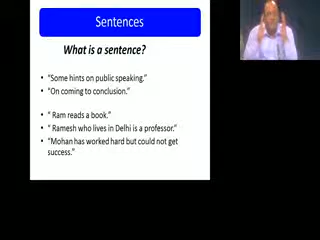 Sentences
What is a sentence?
• "Some hints on public speaking."
• "On coming to conclusion."
• " Ram reads a book."
• " Ramesh who lives in Delhi is a professor."
• "Mohan has worked hard but could not get
success."